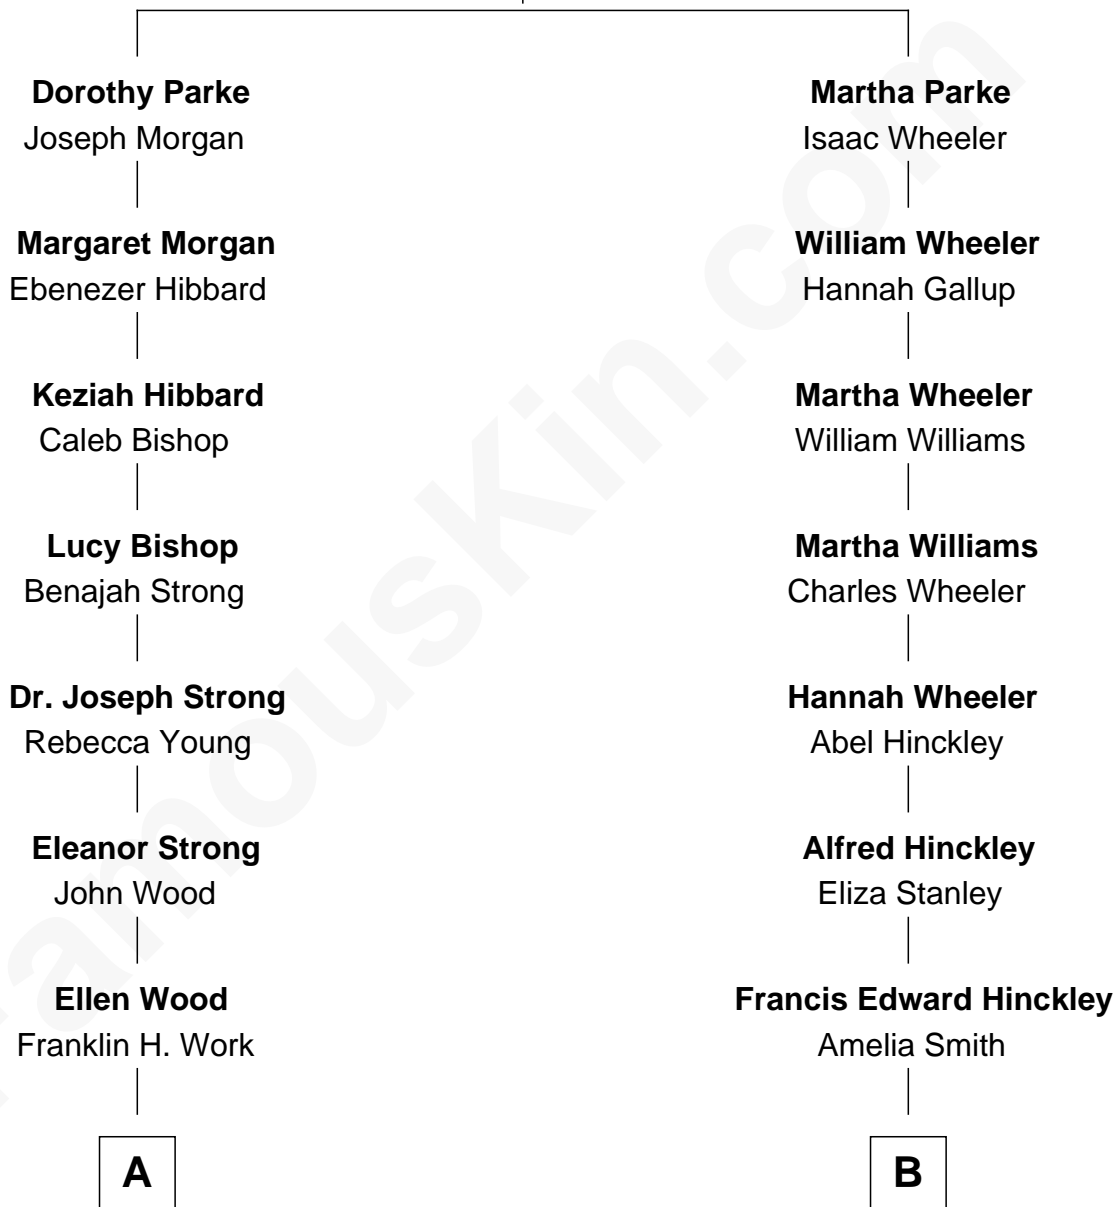 Dorothy Parke
Joseph Morgan
Margaret Morgan
Ebenezer Hibbard
Keziah Hibbard
Caleb Bishop
Lucy Bishop
Benajah Strong
Dr. Joseph Strong
Rebecca Young
Eleanor Strong
John Wood
Ellen Wood
Franklin H. Work
A
Martha Parke
Isaac Wheeler
William Wheeler
Hannah Gallup
Martha Wheeler
William Williams
Martha Williams
Charles Wheeler
Hannah Wheeler
Abel Hinckley
Alfred Hinckley
Eliza Stanley
Francis Edward Hinckley
Amelia Smith
B
FamousKin.com